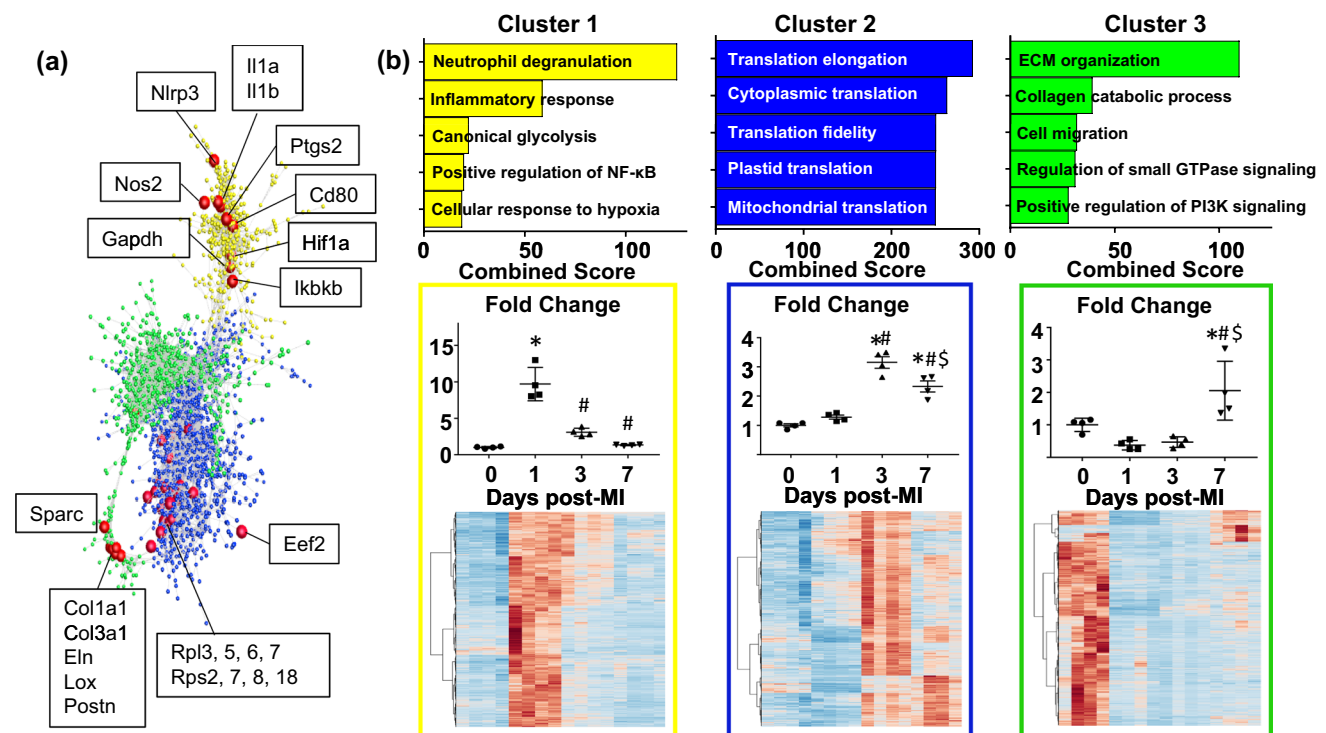 (a)
Nlrp3
Il1a
Il1b
Ptgs2
Nos2
Cd80
Gapdh
Hif1a
Ikbkb
Sparc
Eef2
Col1a1
Col3a1
Eln
Lox
Postn
Rpl3, 5, 6, 7
Rps2, 7, 8, 18
(b)
Cluster 1
Neutrophil degranulation
Inflammatory response
Canonical glycolysis
Positive regulation of NF-κB
Cellular response to hypoxia
0 50 100
Combined Score
Fold Change
15
10
5
0
*
#
#
0 1 3 7
Days post-MI
Cluster 2
Translation elongation
Cytoplasmic translation
Translation fidelity
Plastid translation
Mitochondrial translation
0 100 200 300
Combined Score
Fold Change
4
3
2
1
*#
*#$
0 1 3 7
Days post-MI
Cluster 3
ECM organization
Collagen catabolic process
Cell migration
Regulation of small GTPase signaling
Positive regulation of PI3K signaling
0 100
Combined Score
Fold Change
4
3
2
1
0
*#$
0 1 3 7
Days post-MI